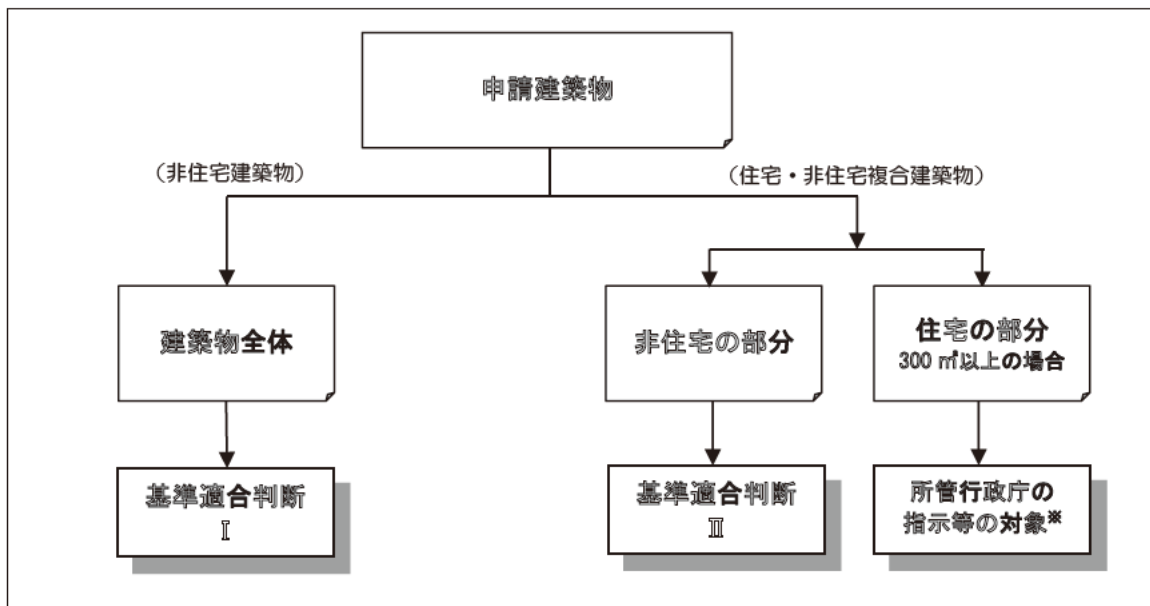 申請建築物
（非住宅建築物）
（住宅・非住宅複合建築物）
建築物全体
非住宅の部分
住宅の部分
300 ㎡以上の場合
基準適合判断
Ⅰ
基準適合判断
Ⅱ
所管行政庁の
指示等の対象※